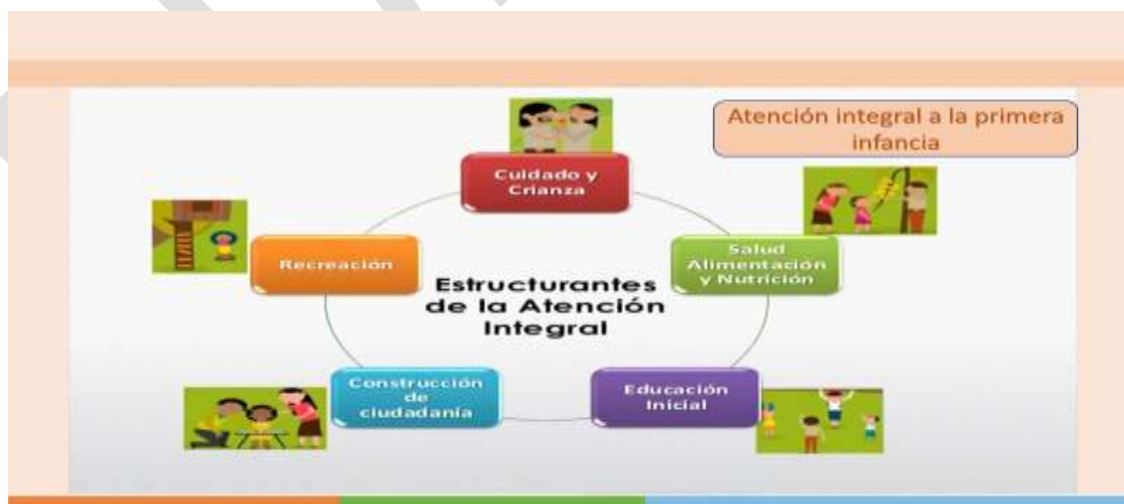 Atención integral a la primera
infancia
Cuidado y
Crianza
Salud
Alimentación
y Nutrición
Educación
Inicial
Construcción
de
ciudadanía
Recreación
Estructurantes
de la Atención
Integral